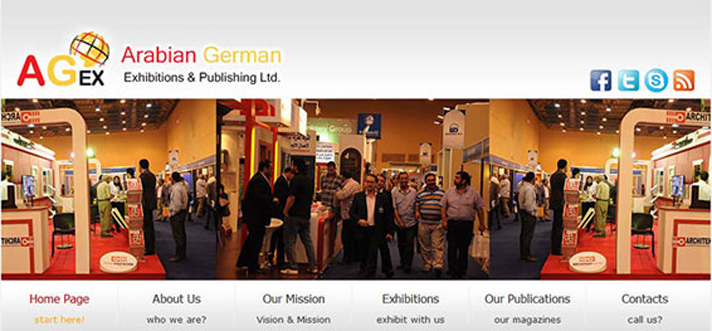 AGEX
Arabian German
Exhibitions & Publishing Ltd.
ARCHITE
Home Page
start here!
About Us
who we are?
Our Mission
Vision & Mission
Exhibitions
exhibit with us
Our Publications
our magazines
Contacts
call us?